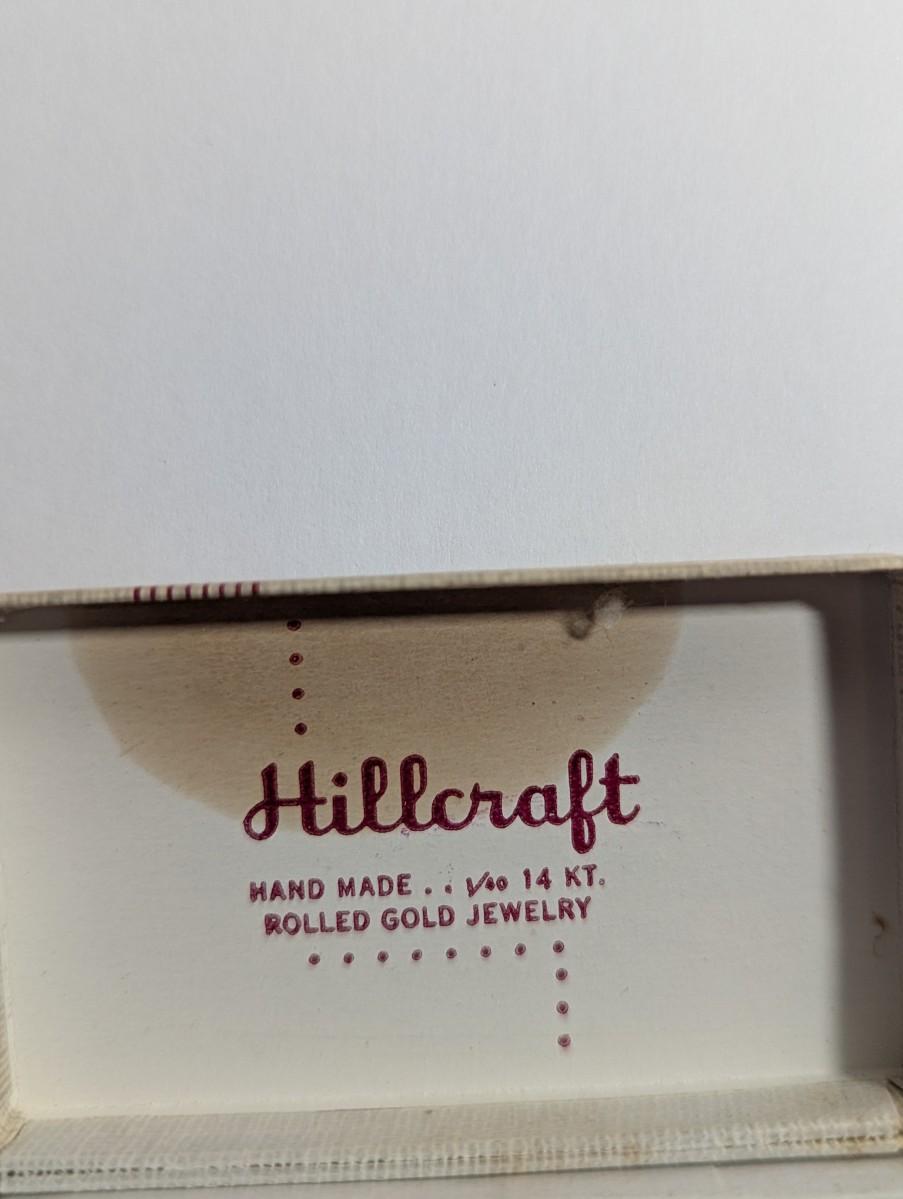 Hillcraft
HAND MADE . . 1/40 14 KT.
ROLLED GOLD JEWELRY